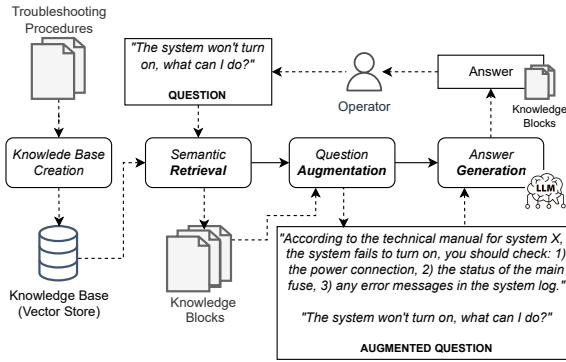 Troubleshooting
Procedures
"The system won't turn
on, what can I do?"
QUESTION
Operator
Answer
Knowledge
Blocks
Knowlede Base
Creation
Semantic
Retrieval
Question
Augmentation
Answer
Generation
LLM
Knowledge Base
(Vector Store)
Knowledge
Blocks
"According to the technical manual for system X,
the system fails to turn on, you should check: 1)
the power connection, 2) the status of the main
fuse, 3) any error messages in the system log."
"The system won't turn on, what can I do?"
AUGMENTED QUESTION